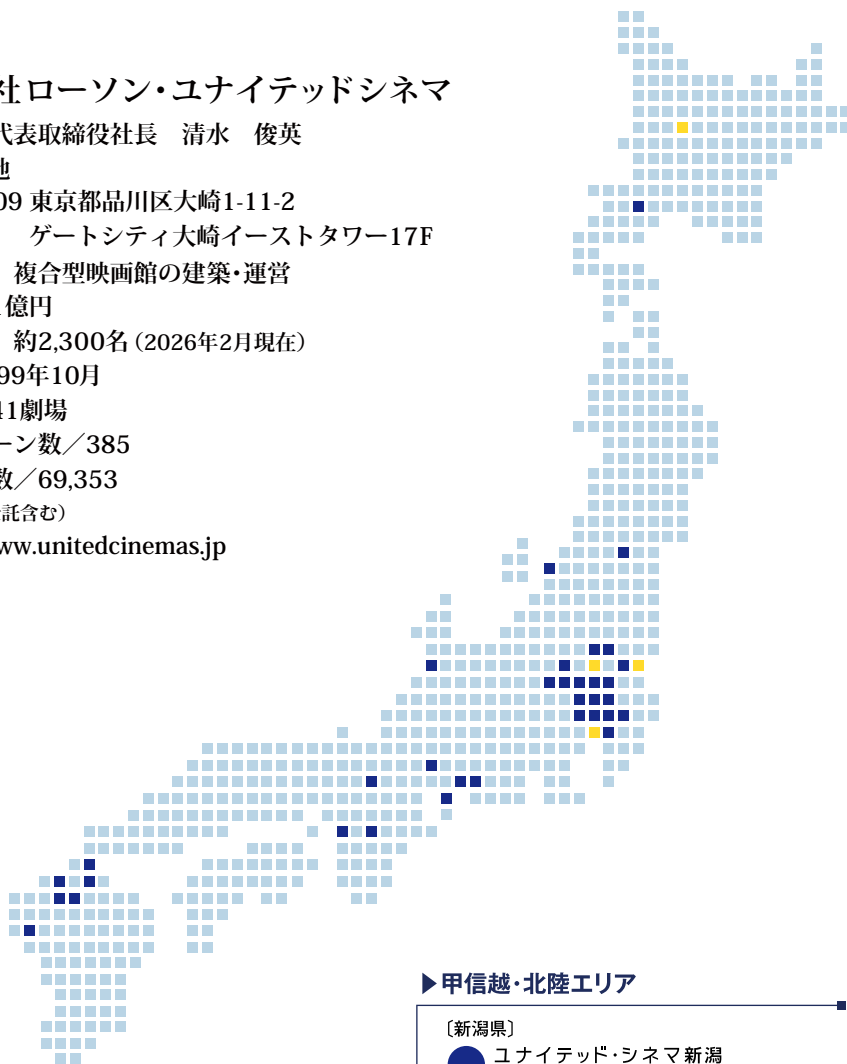 社ローソン・ユナイテッドシネマ
代表取締役社長　清水　俊英
地
09 東京都品川区大崎1-11-2
ゲートシティ大崎イーストタワー17F
複合型映画館の建築・運営
億円
約2,300名（2026年2月現在）
99年10月
41劇場
ーン数／385
数／69,353
託含む）
ww.unitedcinemas.jp
▶甲信越・北陸エリア
〔新潟県〕
ユナイテッド・シネマ新潟